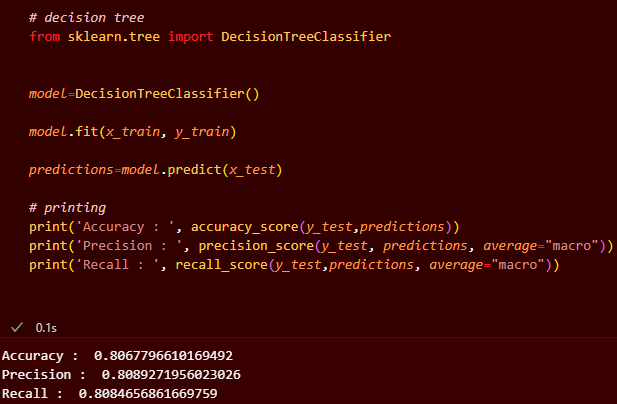 # decision tree
from sklearn.tree import DecisionTreeClassifier
model=DecisionTreeClassifier()
model.fit(x_train, y_train)
predictions=model.predict(x_test)
# printing
print('Accuracy : ', accuracy_score(y_test,predictions))
print('Precision : ', precision_score(y_test, predictions, average="macro"))
print('Recall : ', recall_score(y_test,predictions, average="macro"))
0.1s
Accuracy :  0.8067796610169492
Precision :  0.8089271956023026
Recall :  0.8084656861669759